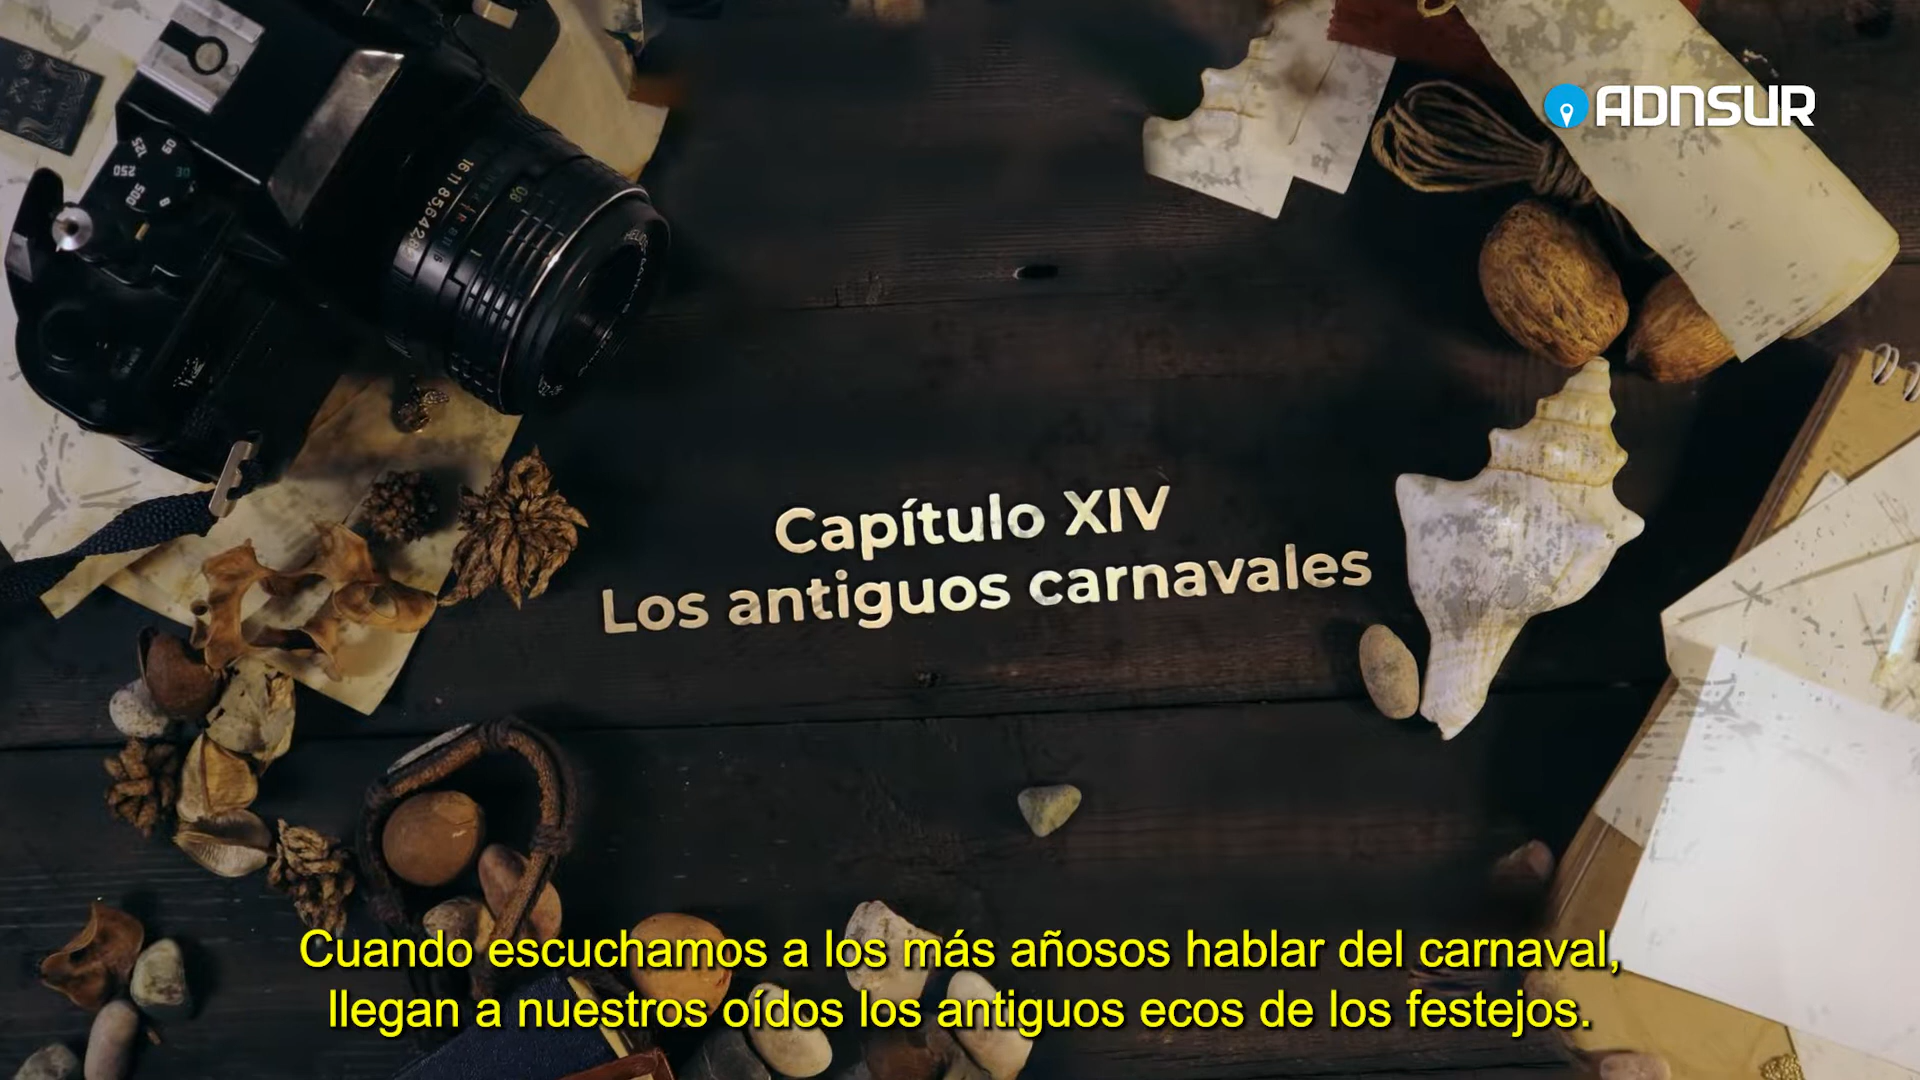 ADNSUR
Capítulo XIV
Los antiguos carnavales
Cuando escuchamos a los más añosos hablar del carnaval,
llegan a nuestros oídos los antiguos ecos de los festejos.